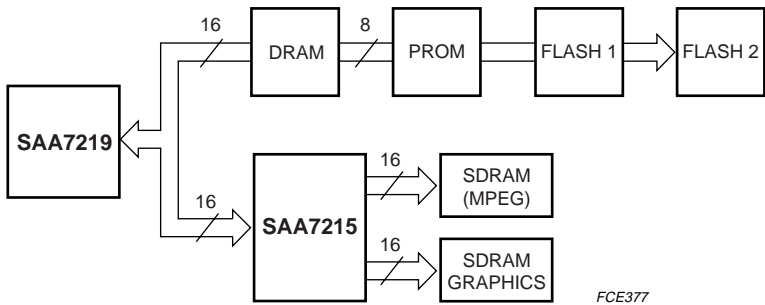 16
8
DRAM
PROM
FLASH 1
FLASH 2
SAA7219
16
SAA7215
16
SDRAM
(MPEG)
16
SDRAM
GRAPHICS
FCE377